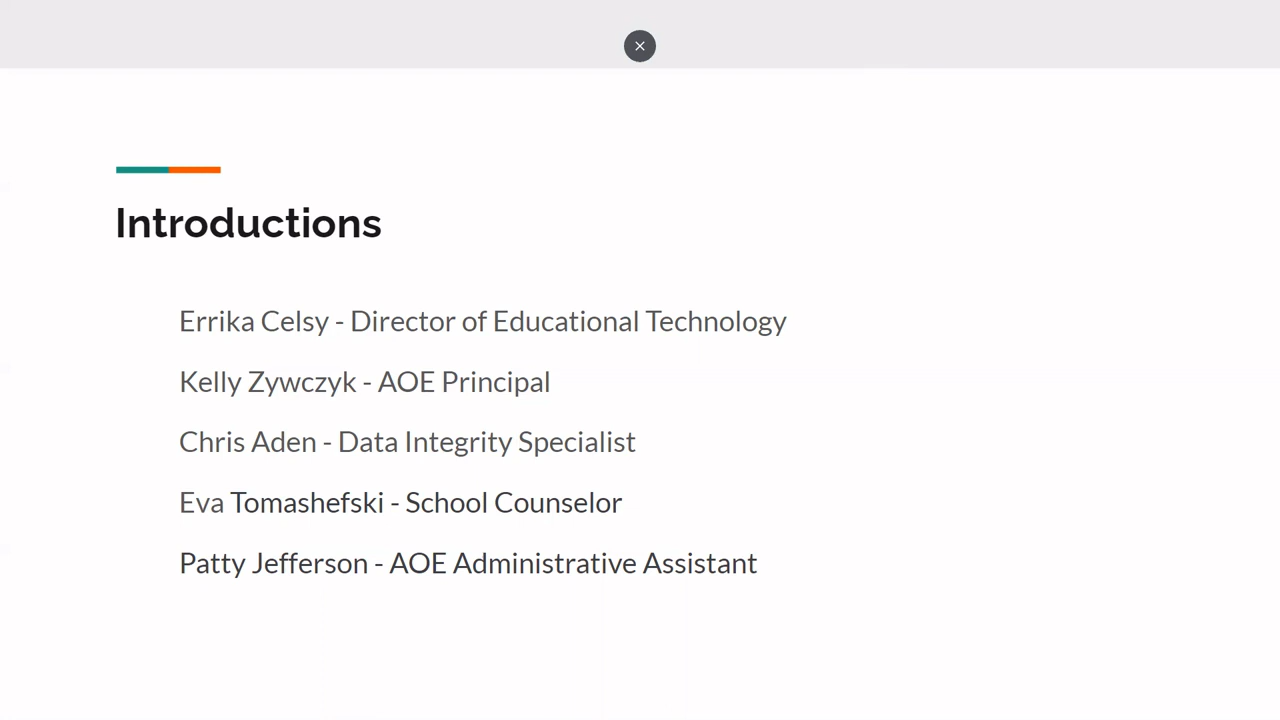 Introductions
Errika Celsy - Director of Educational Technology
Kelly Zywczyk - AOE Principal
Chris Aden - Data Integrity Specialist
Eva Tomashefski - School Counselor
Patty Jefferson - AOE Administrative Assistant